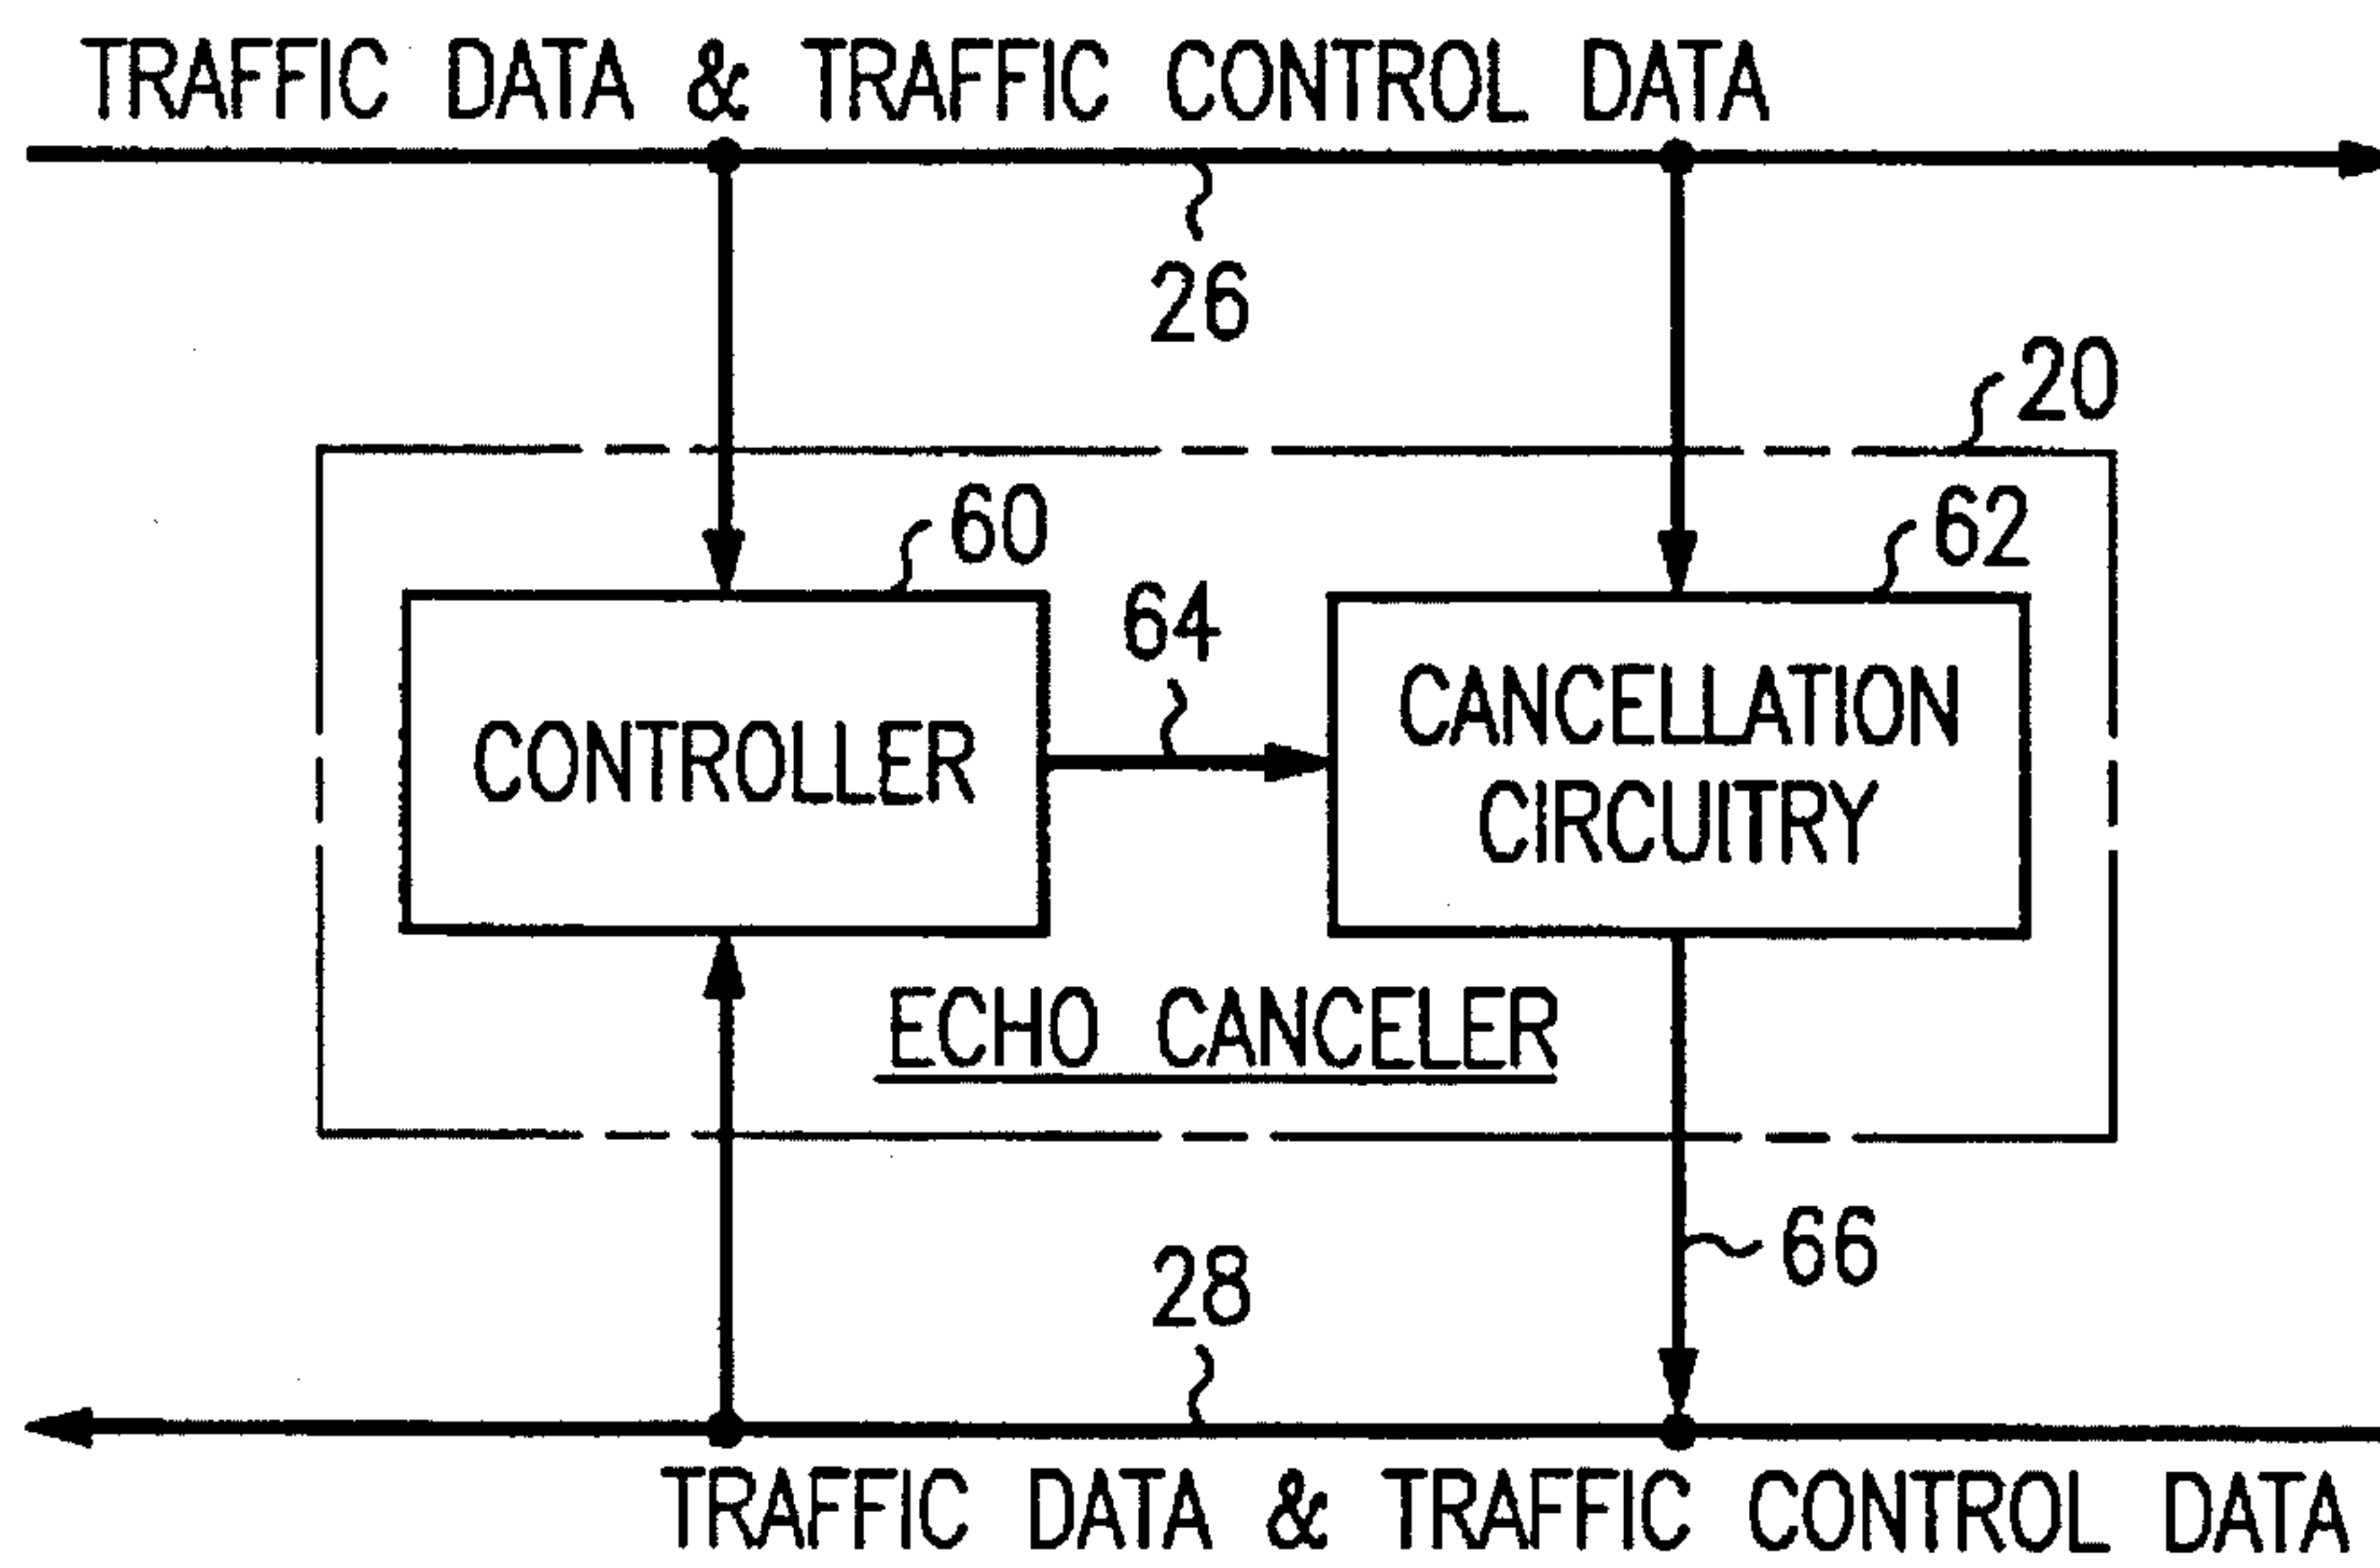 TRAFFIC DATA & TRAFFIC CONTROL DATA
26
20
60
62
64
CONTROLLER
CANCELLATION
CIRCUITRY
ECHO CANCELER
66
28
TRAFFIC DATA & TRAFFIC CONTROL DATA